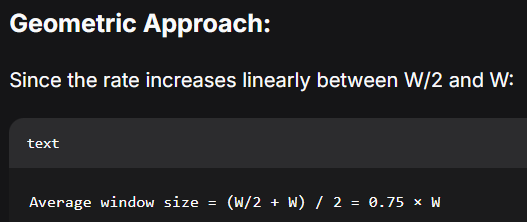 Geometric Approach:
Since the rate increases linearly between W/2 and W:
text
Average window size = (W/2 + W) / 2 = 0.75 × W